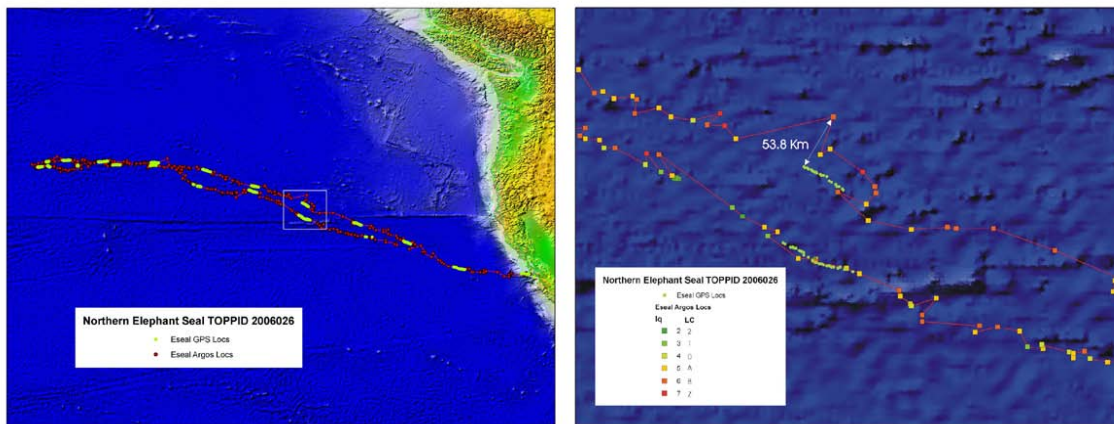 Northern Elephant Seal TOPPID 2006026
Eseal GPS Locs
Eseal Argos Locs
53.8 Km
Northern Elephant Seal TOPPID 2006026
Eseal GPS Locs
Eseal Argos Locs
lq LC
2 2
3 1
4 0
5 A
6 B
7 Z